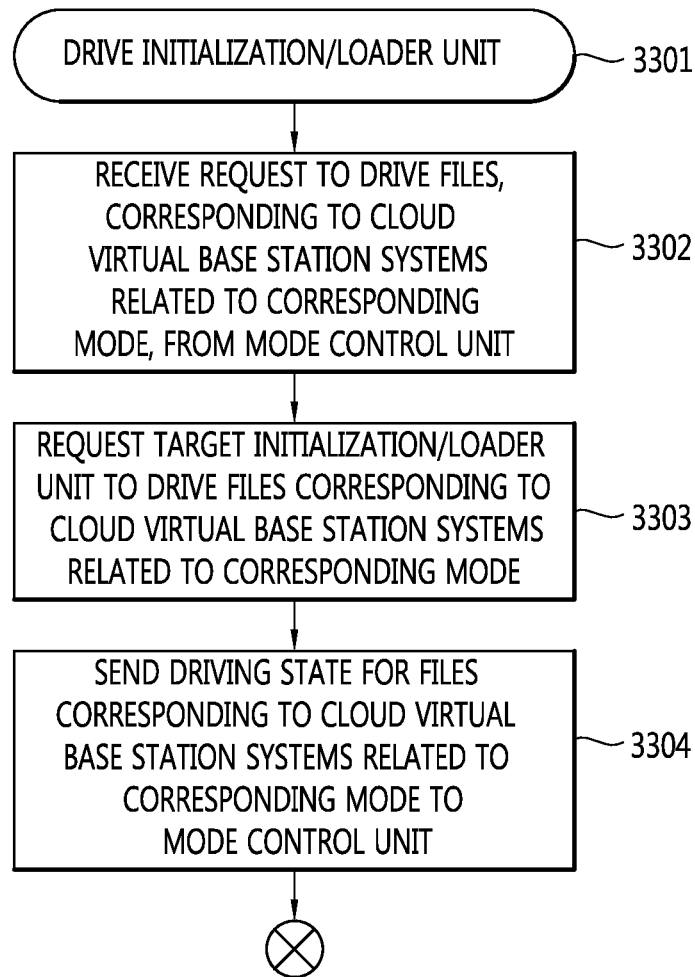 DRIVE INITIALIZATION/LOADER UNIT
3301
RECEIVE REQUEST TO DRIVE FILES,
CORRESPONDING TO CLOUD
VIRTUAL BASE STATION SYSTEMS
RELATED TO CORRESPONDING
MODE, FROM MODE CONTROL UNIT
3302
REQUEST TARGET INITIALIZATION/LOADER
UNIT TO DRIVE FILES CORRESPONDING TO
CLOUD VIRTUAL BASE STATION SYSTEMS
RELATED TO CORRESPONDING MODE
3303
SEND DRIVING STATE FOR FILES
CORRESPONDING TO CLOUD VIRTUAL
BASE STATION SYSTEMS RELATED TO
CORRESPONDING MODE TO
MODE CONTROL UNIT
3304